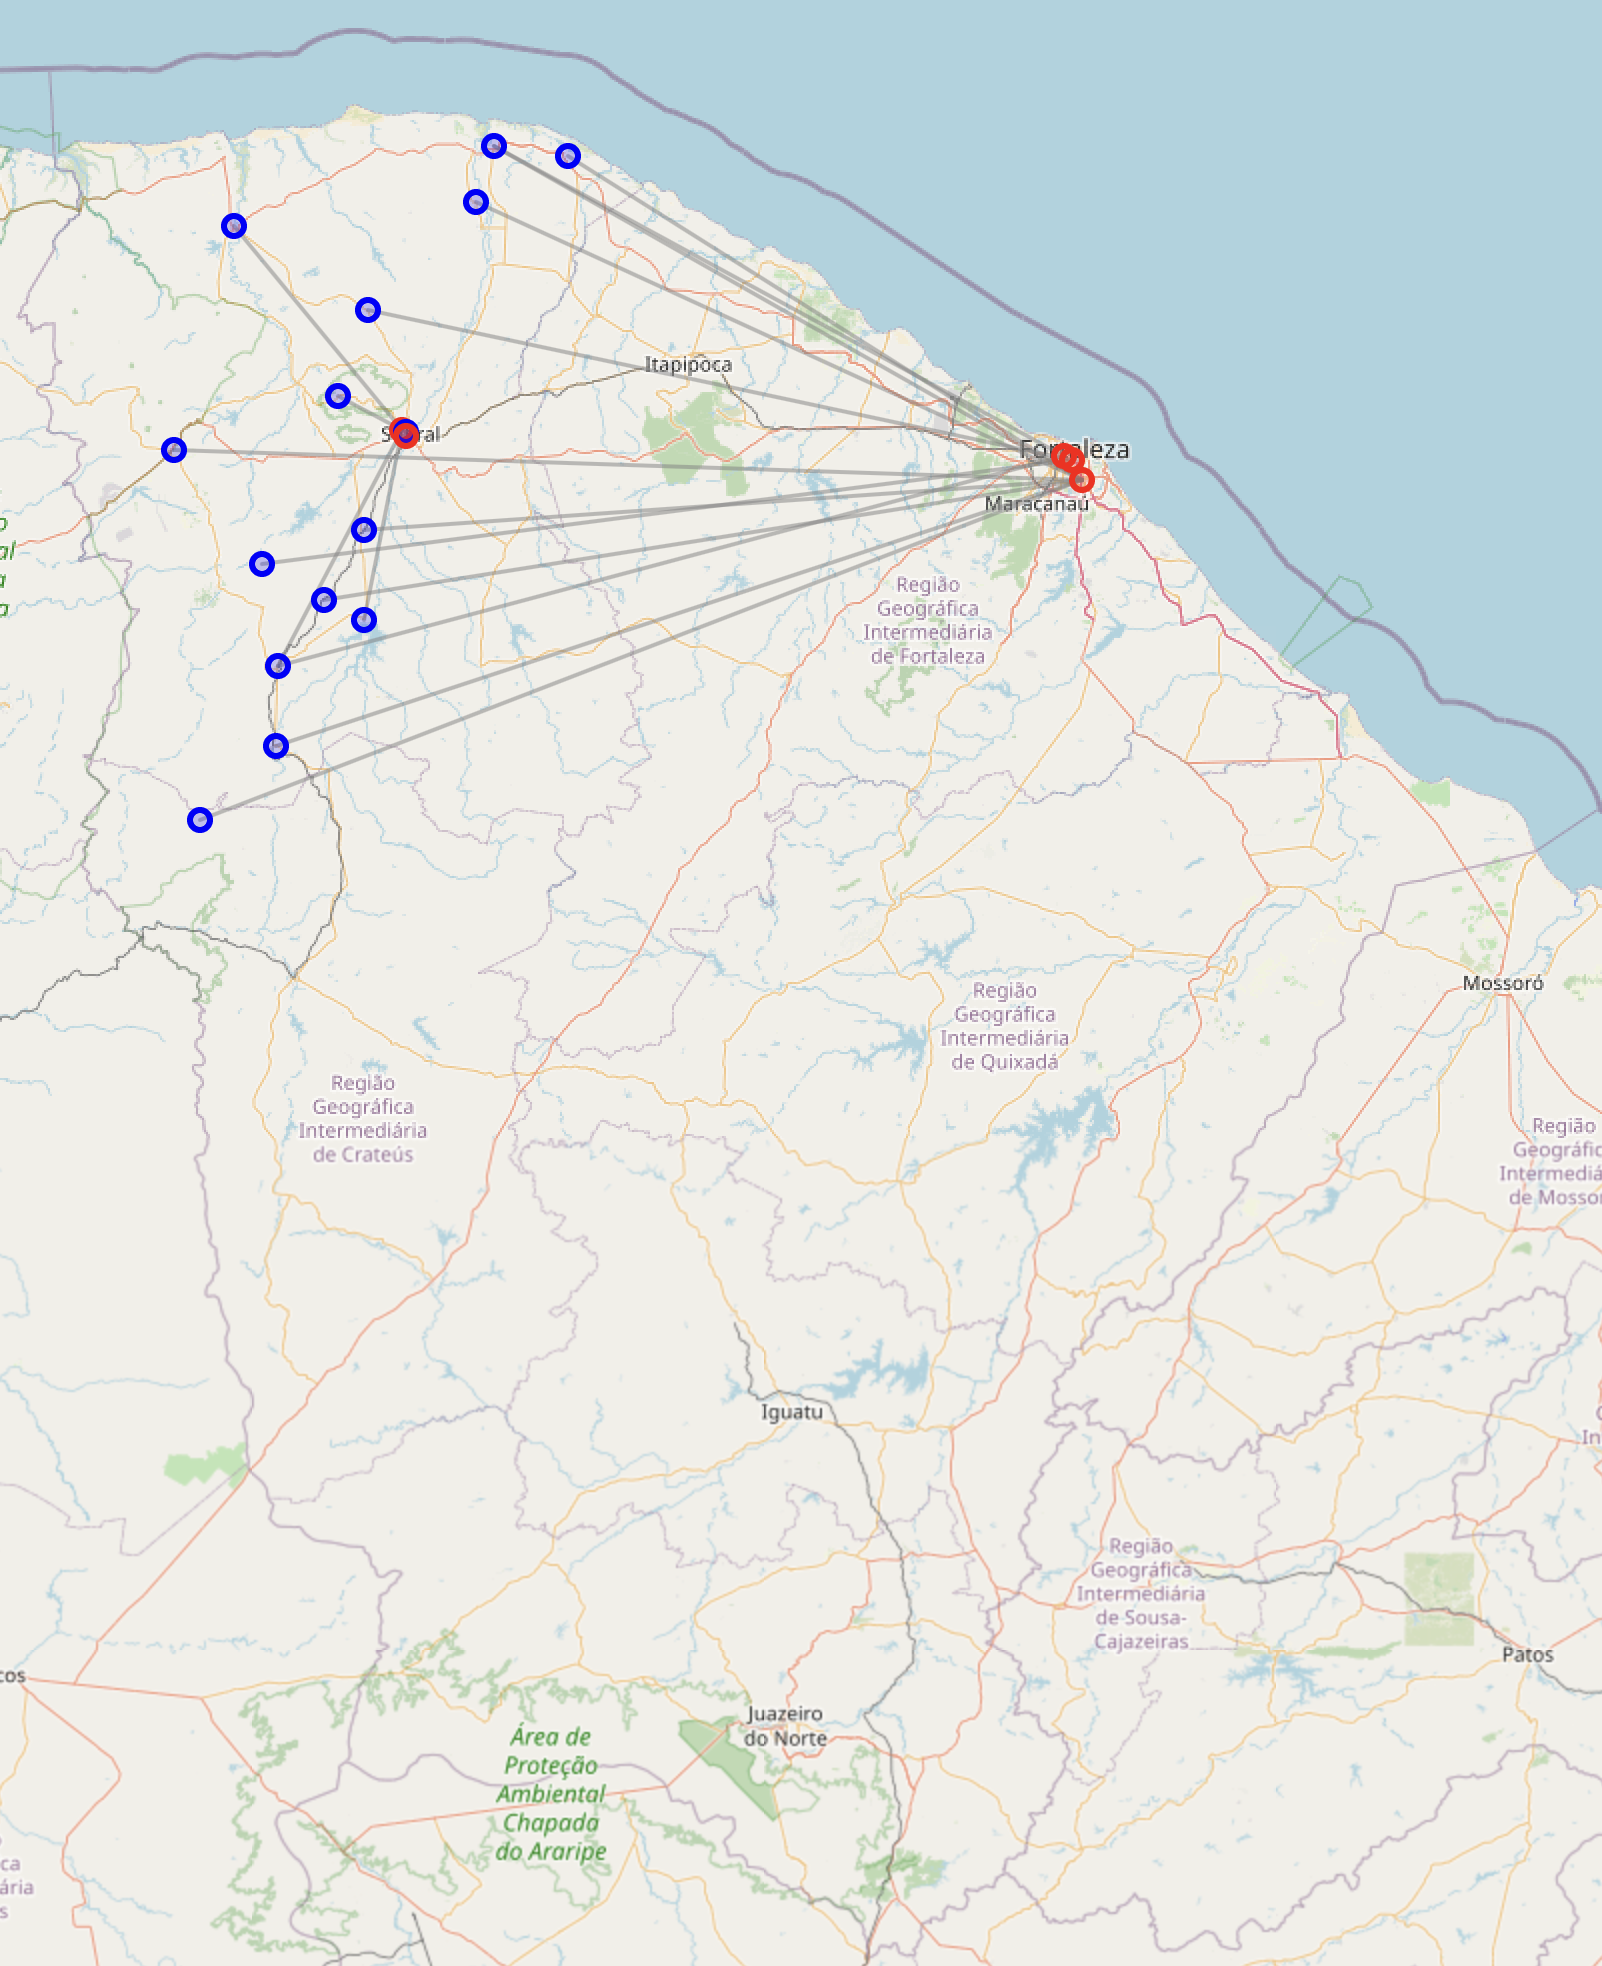 Itapipoca
Fortaleza
Maracanaú
o
al
a
a
Região
Geográfica
Intermediária
de Fortaleza
Mossoró
Região
Geográfica
Intermediária
de Quixadá
Região
Geográfica
Intermediária
de Crateús
Região
Geográfic
Intermediá
de Mosso
Iguatu
In
Região
Geográfica
Intermediária
de Sousa-
Cajazeiras
Patos
cos
Juazeiro
do Norte
Área de
Proteção
Ambiental
Chapada
do Araripe
ca
ária
s